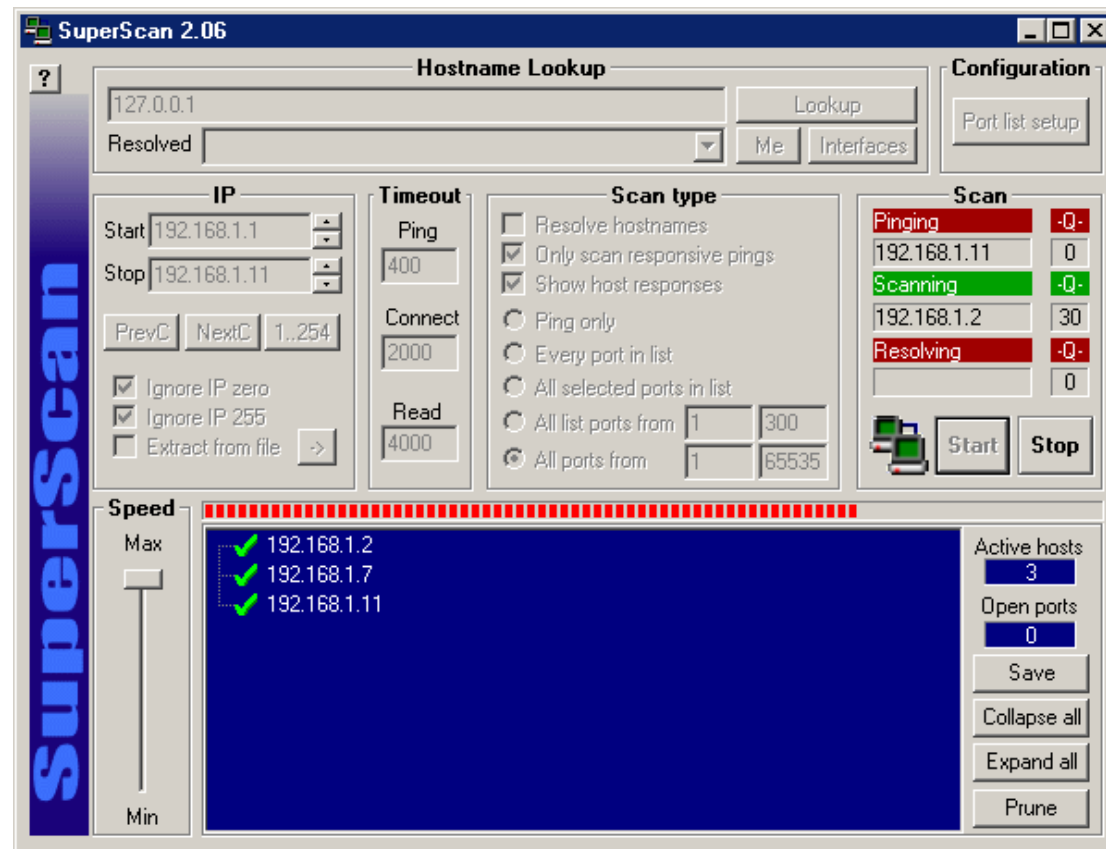 SuperScan 2.06
?
SuperScan
Hostname Lookup
127.0.0.1
Lookup
Resolved
Me
Interfaces
Configuration
Port list setup
IP
Start 192.168.1.1
Stop 192.168.1.11
PrevC NextC 1..254
Ignore IP zero
Ignore IP 255
Extract from file ->
Timeout
Ping
400
Connect
2000
Read
4000
Scan type
Resolve hostnames
Only scan responsive pings
Show host responses
Ping only
Every port in list
All selected ports in list
All list ports from 1 300
All ports from 1 65535
Scan
Pinging -Q-
192.168.1.11 0
Scanning -Q-
192.168.1.2 30
Resolving -Q-
0
Start Stop
Speed
Max
Min
192.168.1.2
192.168.1.7
192.168.1.11
Active hosts
3
Open ports
0
Save
Collapse all
Expand all
Prune